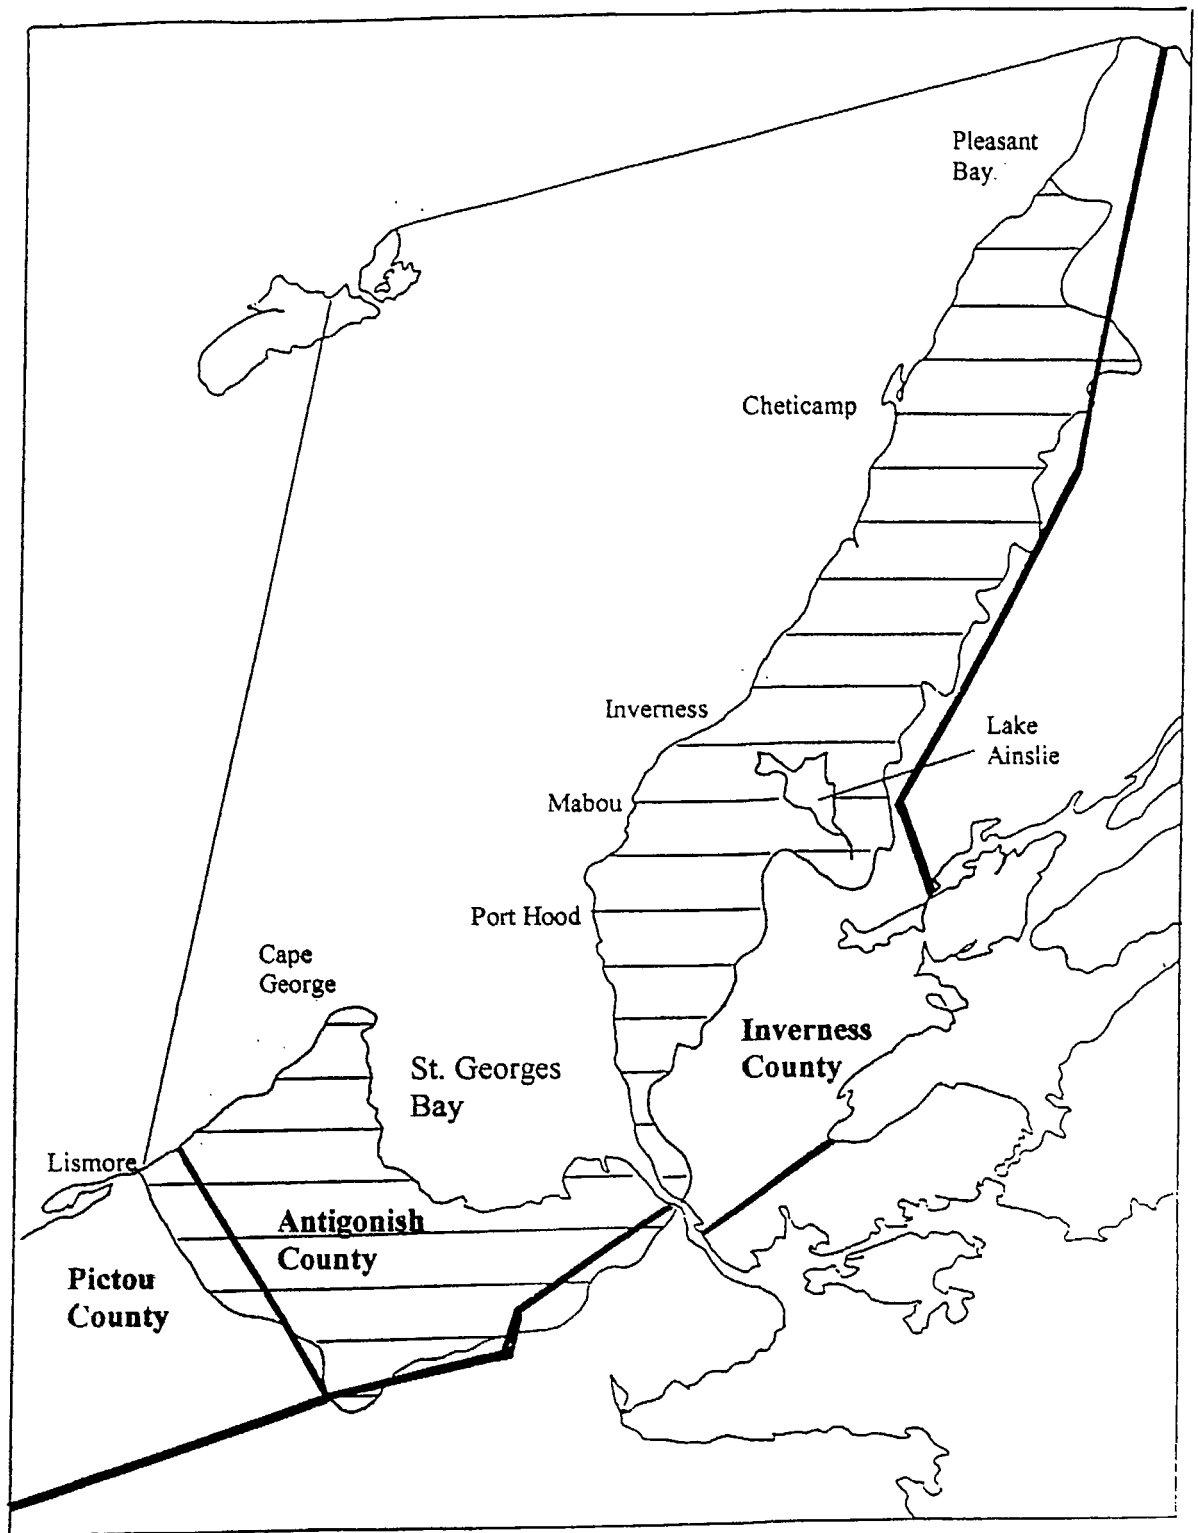 Pleasant
Bay.
Cheticamp
Inverness
Lake
Ainslie
Mabou
Port Hood
Cape
George
Inverness
County
St. Georges
Bay
Lismore
Antigonish
County
Pictou
County